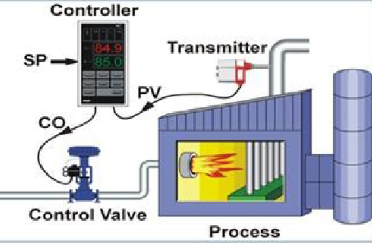 Controller
84.9
85.0
SP
Transmitter
PV
CO
Control Valve
Process